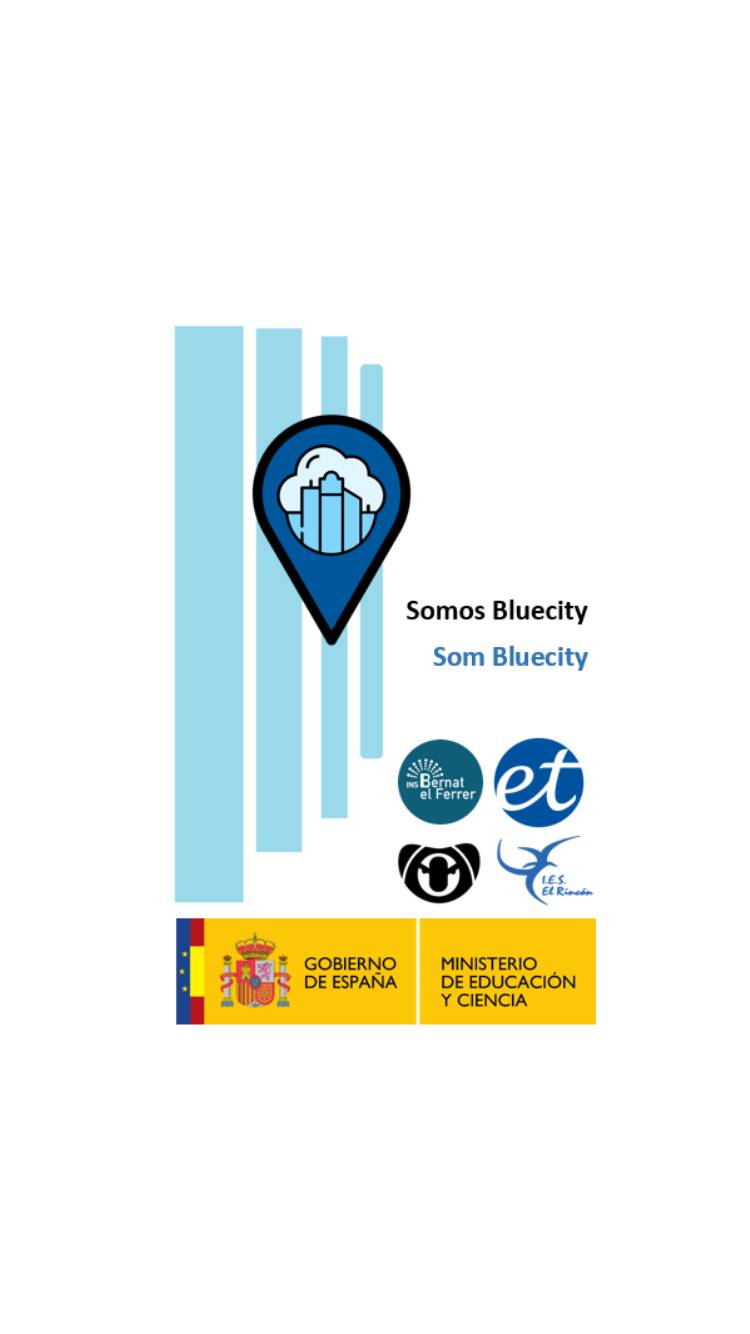 Somos Bluecity
Som Bluecity
INS Bernat
el Ferrer
et
I.E.S.
El Rincón
GOBIERNO
DE ESPAÑA
MINISTERIO
DE EDUCACIÓN
Y CIENCIA